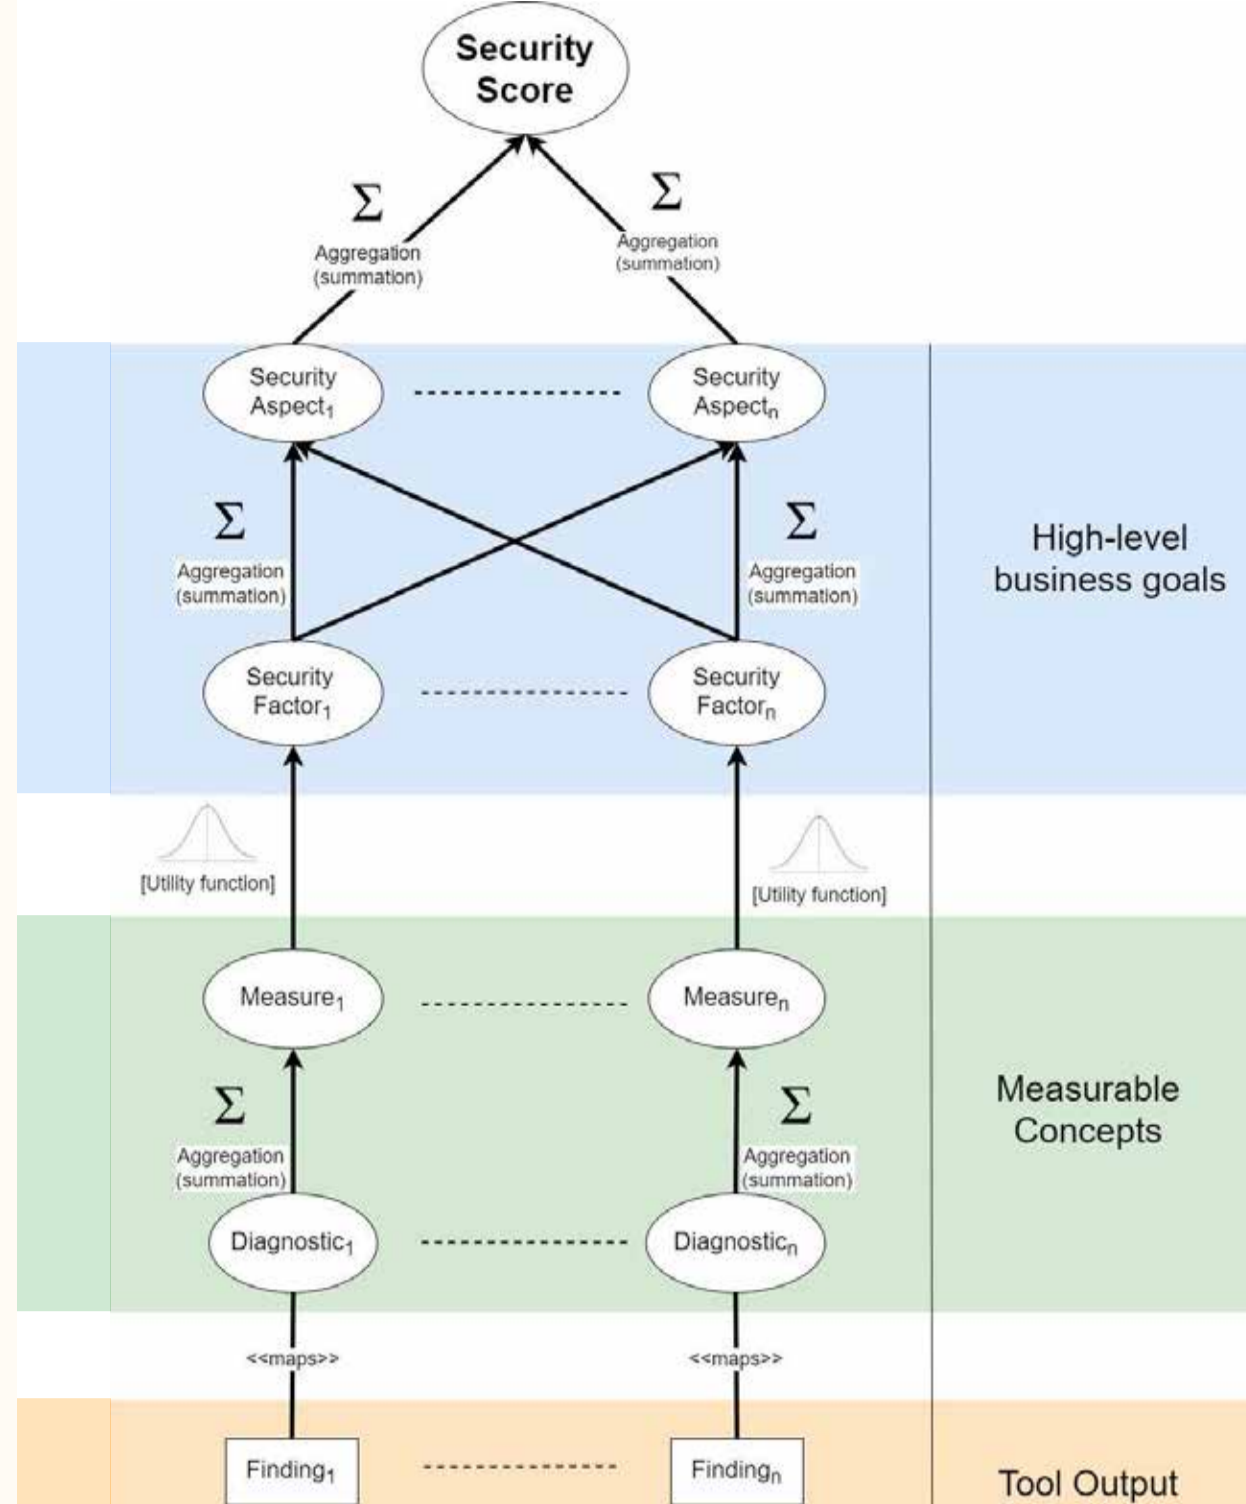 Security
Score
Σ
Aggregation
(summation)
Σ
Aggregation
(summation)
Security
Aspect₁
Security
Aspectₙ
Σ
Aggregation
(summation)
Σ
Aggregation
(summation)
High-level
business goals
Security
Factor₁
Security
Factorₙ
[Utility function]
[Utility function]
Measure₁
Measureₙ
Σ
Aggregation
(summation)
Σ
Aggregation
(summation)
Measurable
Concepts
Diagnostic₁
Diagnosticₙ
<<maps>>
<<maps>>
Finding₁
Findingₙ
Tool Output